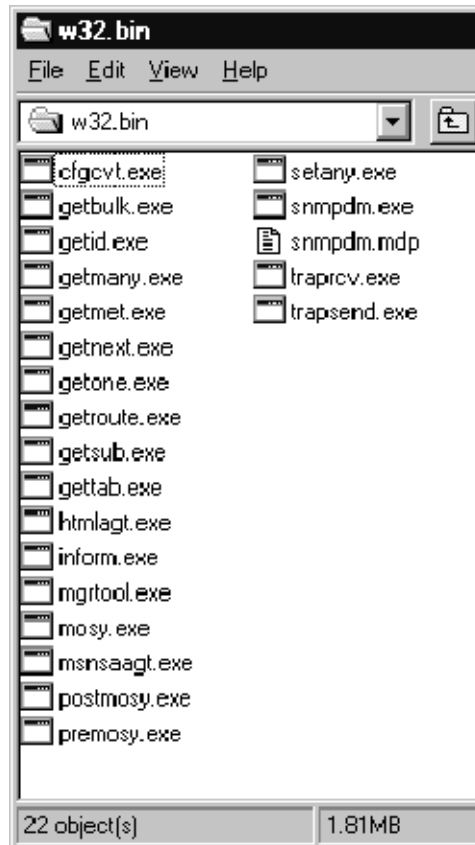 w32.bin
File Edit View Help
w32.bin
cfgcvt.exe
getbulk.exe
getid.exe
getmany.exe
getmet.exe
getnext.exe
getone.exe
getroute.exe
getsub.exe
gettab.exe
htmlagt.exe
inform.exe
mgrtool.exe
mosy.exe
msnsaagt.exe
postmosy.exe
premosy.exe
setany.exe
snmpdm.exe
snmpdm.mdp
traprcv.exe
trapsend.exe
22 object(s) 1.81MB